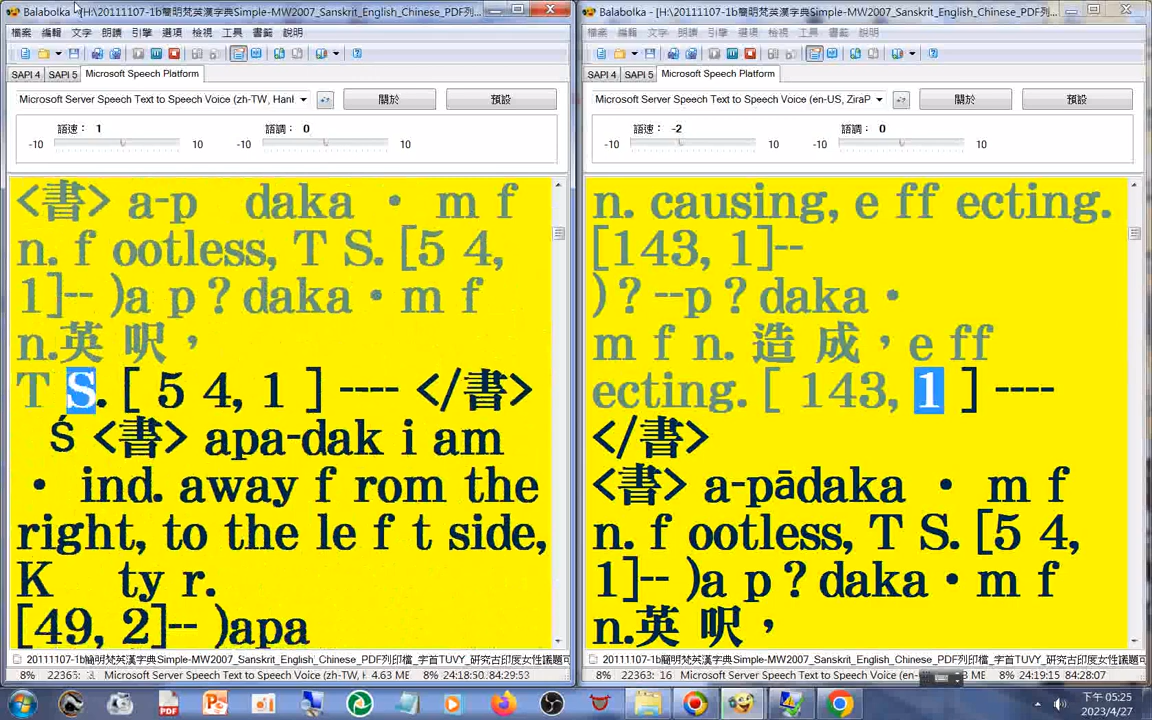 Balabolka - [H:\20111107-1b簡明梵英漢字典Simple-MW2007_Sanskrit_English_Chinese_PDF列...
檔案 編輯 文字 朗讀 引擎 選項 檢視 工具 書籤 說明
SAPI 4 SAPI 5 Microsoft Speech Platform
Microsoft Server Speech Text to Speech Voice (zh-TW, Hanl
關於 預設
語速： 1 語調： 0
-10 10 -10 10
<書> a-p daka • m f
n. f ootless, T S. [5 4,
1]-- )a p ? daka • m f
n.英 呎，
T S. [ 5 4, 1 ] ---- </書>
Ś <書> apa-dak i am
• ind. away f rom the
right, to the le f t side,
K ty r.
[49, 2]-- )apa
20111107-1b簡明梵英漢字典Simple-MW2007_Sanskrit_English_Chinese_PDF列印檔_字首TUVY_研究古印度女性議題可
8% 22365: Microsoft Server Speech Text to Speech Voice (zh-TW, H 4.63 ME 8% 24:18:50.84:29:53
Balabolka - [H:\20111107-1b簡明梵英漢字典Simple-MW2007_Sanskrit_English_Chinese_PDF列印...
檔案 編輯 文字 朗讀 引擎 選項 檢視 工具 書籤 說明
SAPI 4 SAPI 5 Microsoft Speech Platform
Microsoft Server Speech Text to Speech Voice (en-US, ZiraP
關於 預設
語速： -2 語調： 0
-10 10 -10 10
n. causing, e ff ecting.
[143, 1]--
)? --p ? daka •
m f n. 造 成，e ff
ecting. [ 143, 1 ] ----
</書>
<書> a-pādaka • m f
n. f ootless, T S. [5 4,
1]-- )a p ? daka • m f
n.英 呎，
20111107-1b簡明梵英漢字典Simple-MW2007_Sanskrit_English_Chinese_PDF列印檔_字首TUVY_研究古印度女性議題可
8% 22363: 16 Microsoft Server Speech Text to Speech Voice (en-US, 8% 24:19:15.84:28:07
下午 05:25
2023/4/27